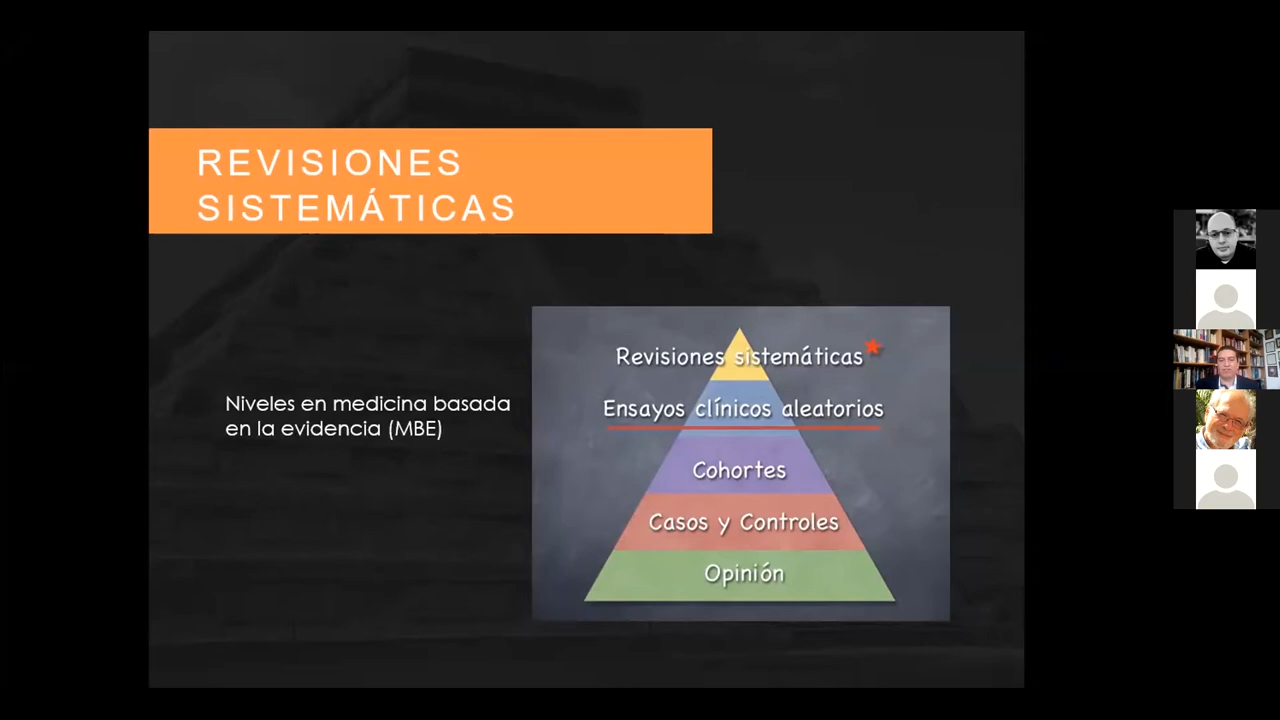 REVISIONES
SISTEMÁTICAS
Niveles en medicina basada
en la evidencia (MBE)
Revisiones sistemáticas
Ensayos clínicos aleatorios
Cohortes
Casos y Controles
Opinión